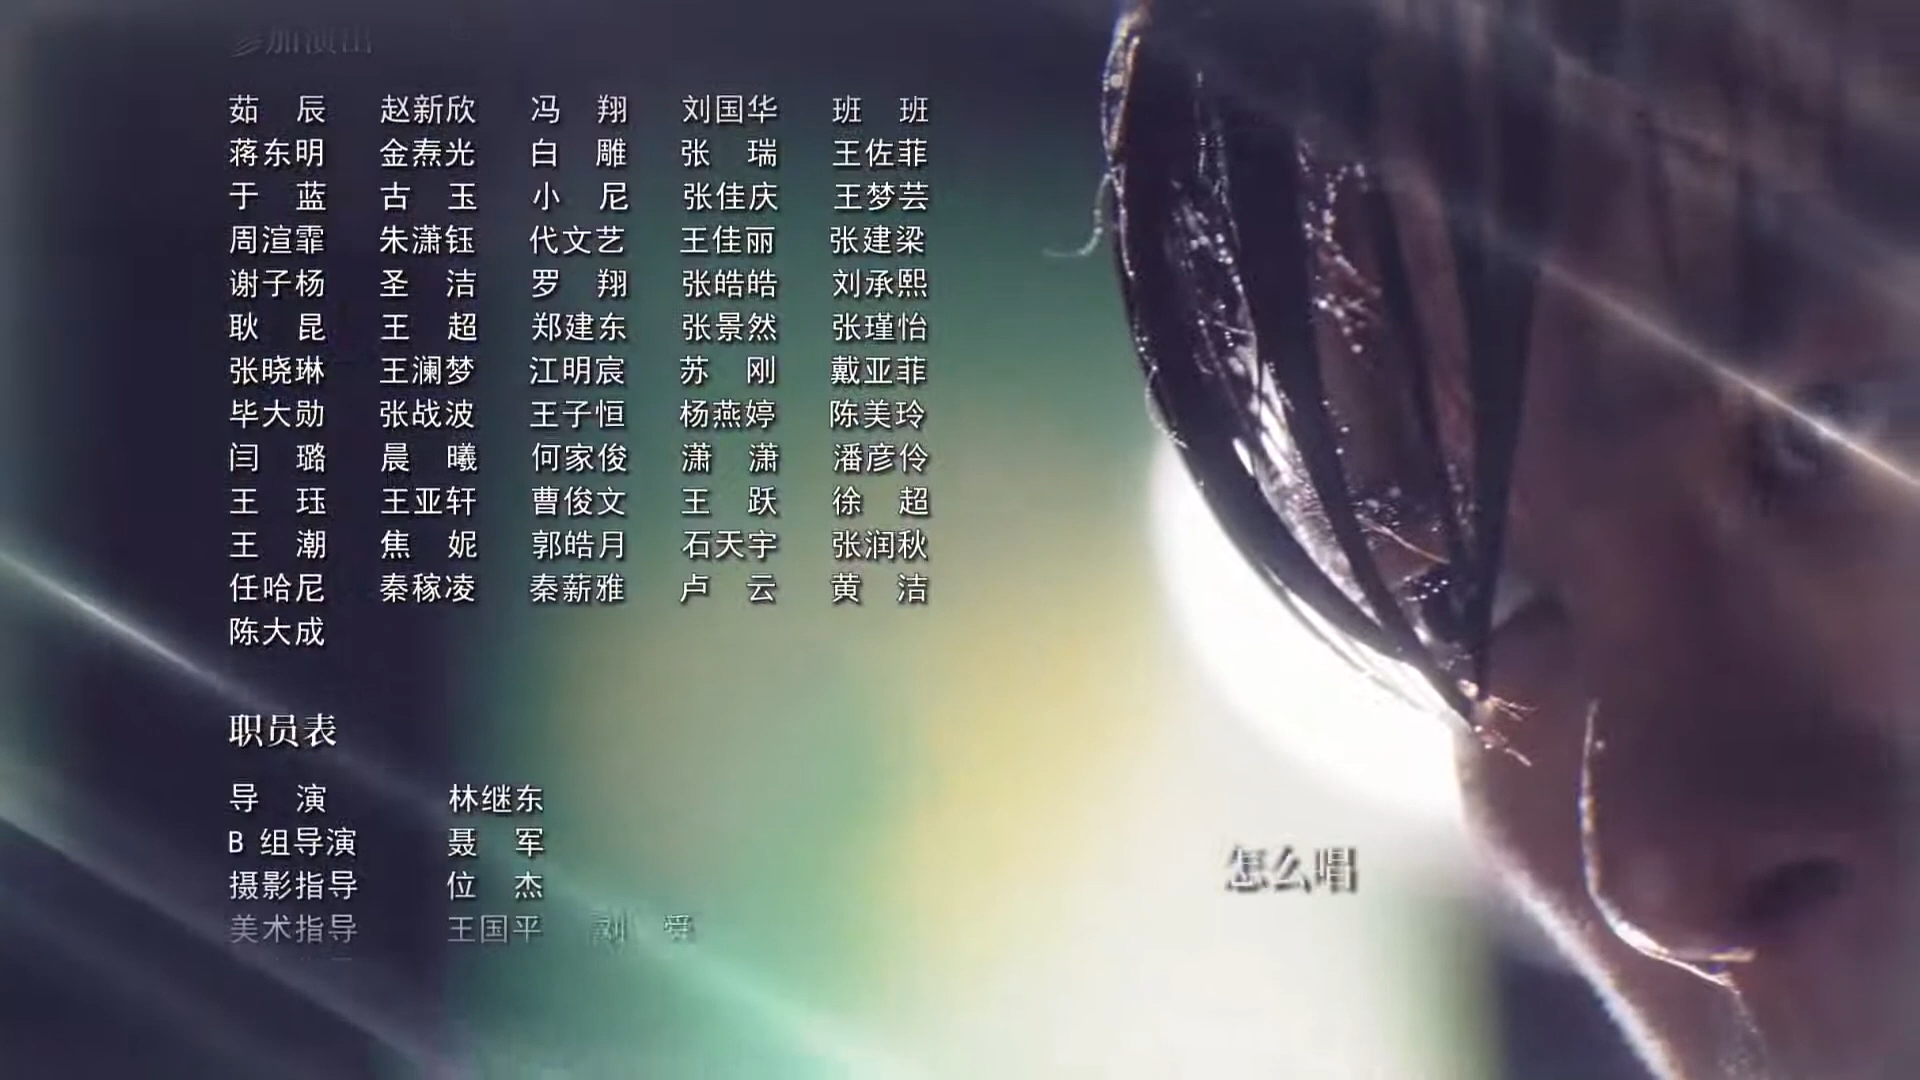 参加演出
茹 辰 赵新欣 冯 翔 刘国华 班 班
蒋东明 金焘光 白 雕 张 瑞 王佐菲
于 蓝 古 玉 小 尼 张佳庆 王梦芸
周渲霏 朱潇钰 代文艺 王佳丽 张建梁
谢子杨 圣 洁 罗 翔 张皓皓 刘承熙
耿 昆 王 超 郑建东 张景然 张瑾怡
张晓琳 王澜梦 江明宸 苏 刚 戴亚菲
毕大勋 张战波 王子恒 杨燕婷 陈美玲
闫 璐 晨 曦 何家俊 潇 潇 潘彦伶
王 珏 王亚轩 曹俊文 王 跃 徐 超
王 潮 焦 妮 郭皓月 石天宇 张润秋
任哈尼 秦稼凌 秦薪雅 卢 云 黄 洁
陈大成
职员表
导 演 林继东
B 组导演 聂 军
摄影指导 位 杰
美术指导 王国平 刘 舜
怎么唱